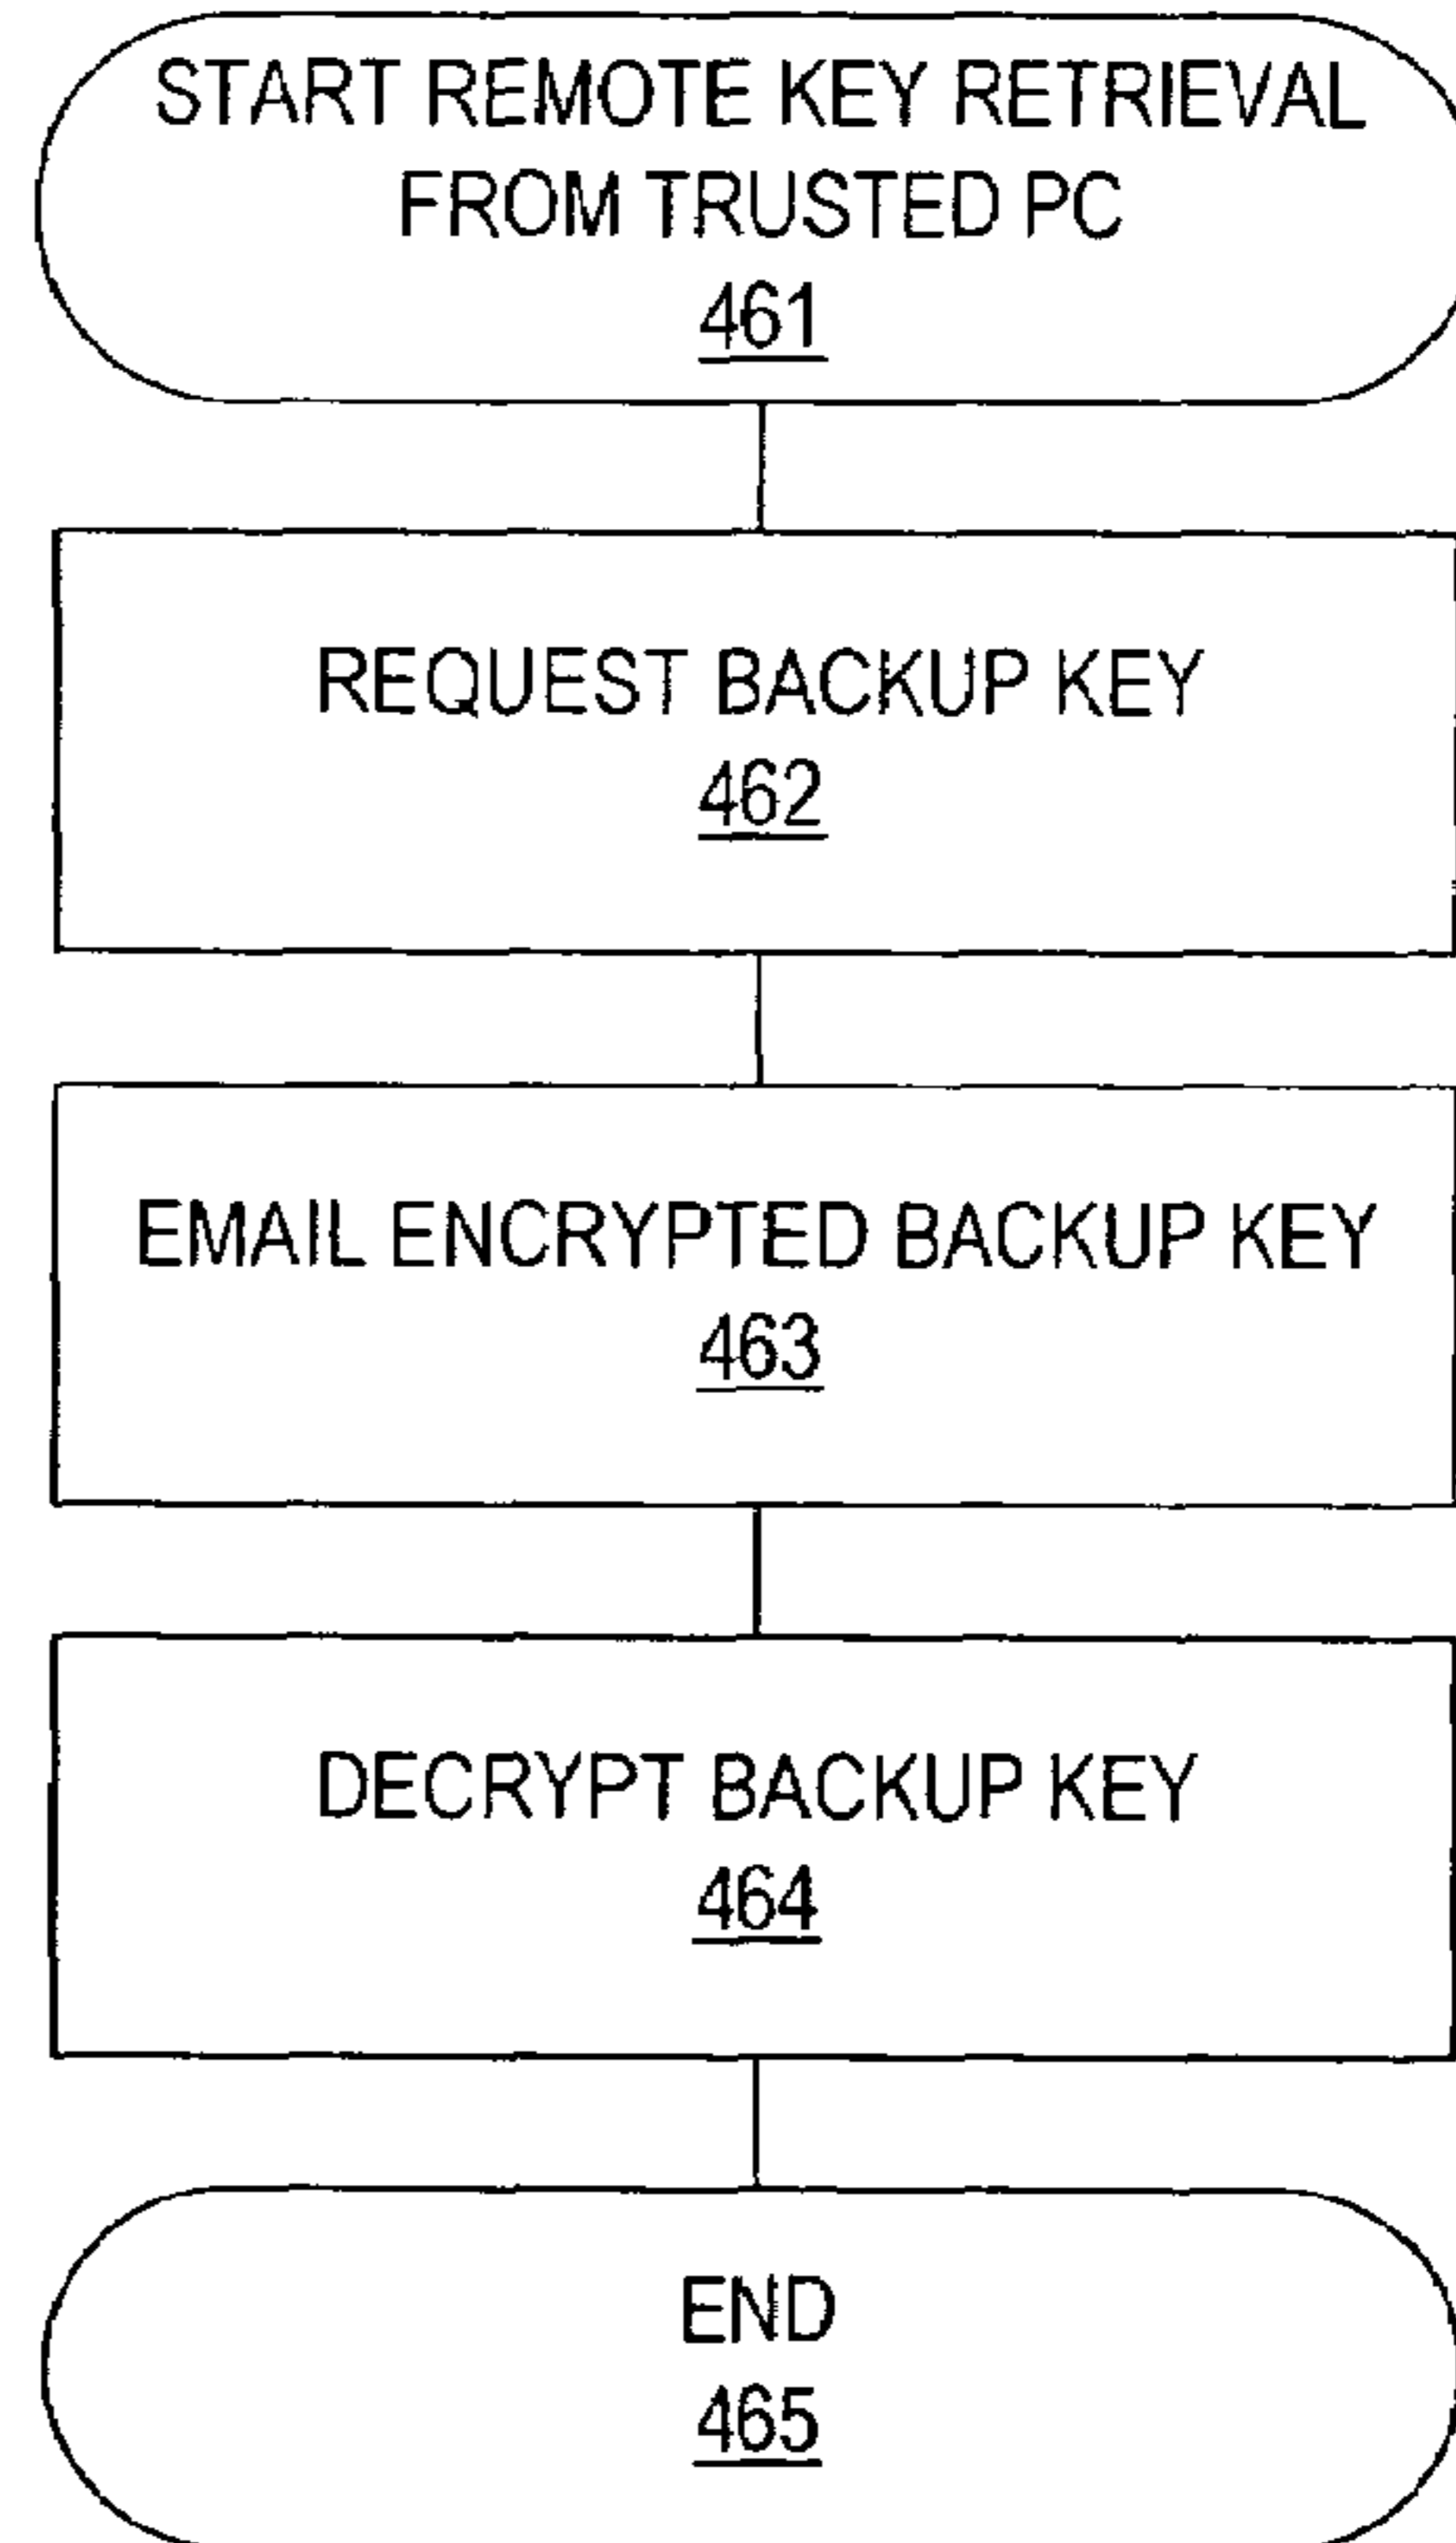 START REMOTE KEY RETRIEVAL
FROM TRUSTED PC
461
REQUEST BACKUP KEY
462
EMAIL ENCRYPTED BACKUP KEY
463
DECRYPT BACKUP KEY
464
END
465